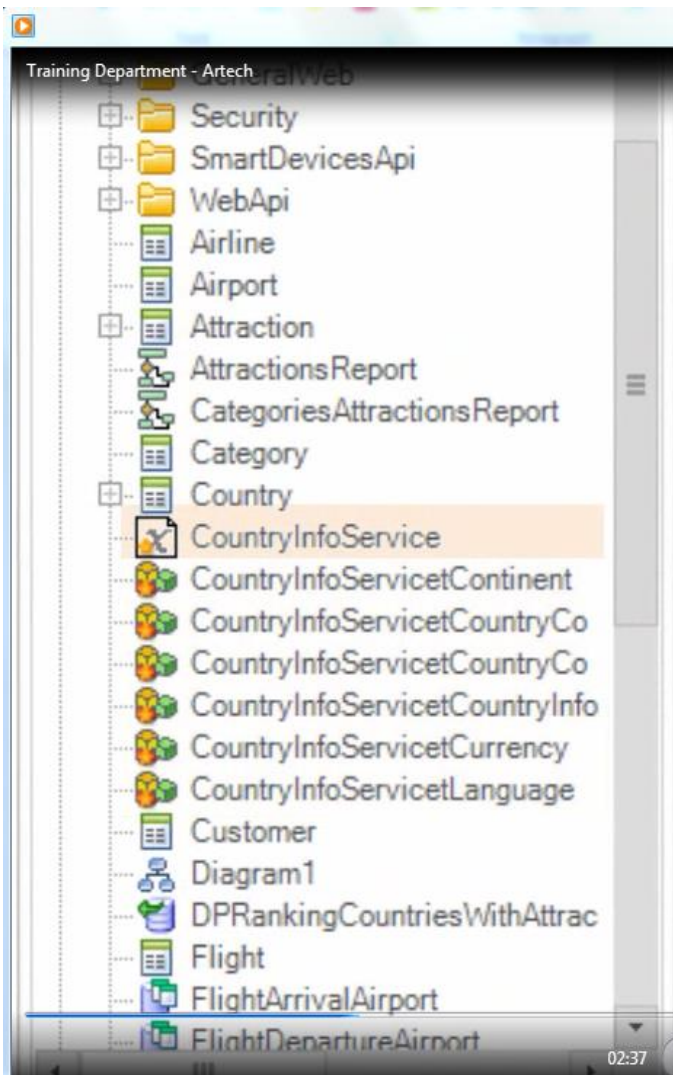 Training Department - Artech
GeneralWeb
Security
SmartDevicesApi
WebApi
Airline
Airport
Attraction
AttractionsReport
CategoriesAttractionsReport
Category
Country
CountryInfoService
CountryInfoServicetContinent
CountryInfoServicetCountryCo
CountryInfoServicetCountryCo
CountryInfoServicetCountryInfo
CountryInfoServicetCurrency
CountryInfoServicetLanguage
Customer
Diagram1
DPRankingCountriesWithAttrac
Flight
FlightArrivalAirport
FlightDepartureAirport
02:37